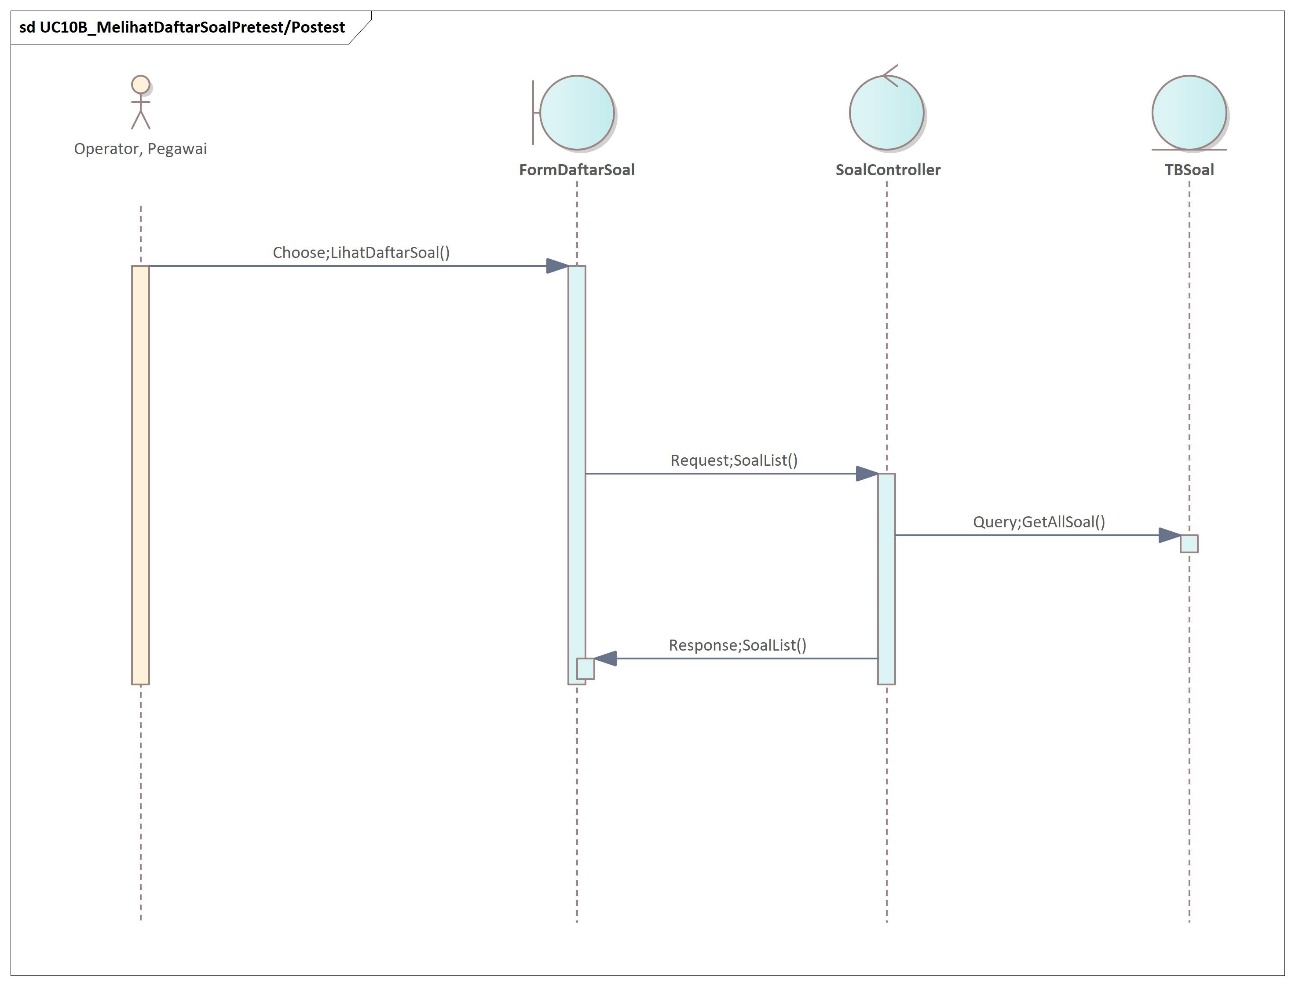 sd UC10B_MelihatDaftarSoalPretest/Postest
Operator, Pegawai
FormDaftarSoal
SoalController
TBSoal
Choose;LihatDaftarSoal()
Request;SoalList()
Query;GetAllSoal()
Response;SoalList()